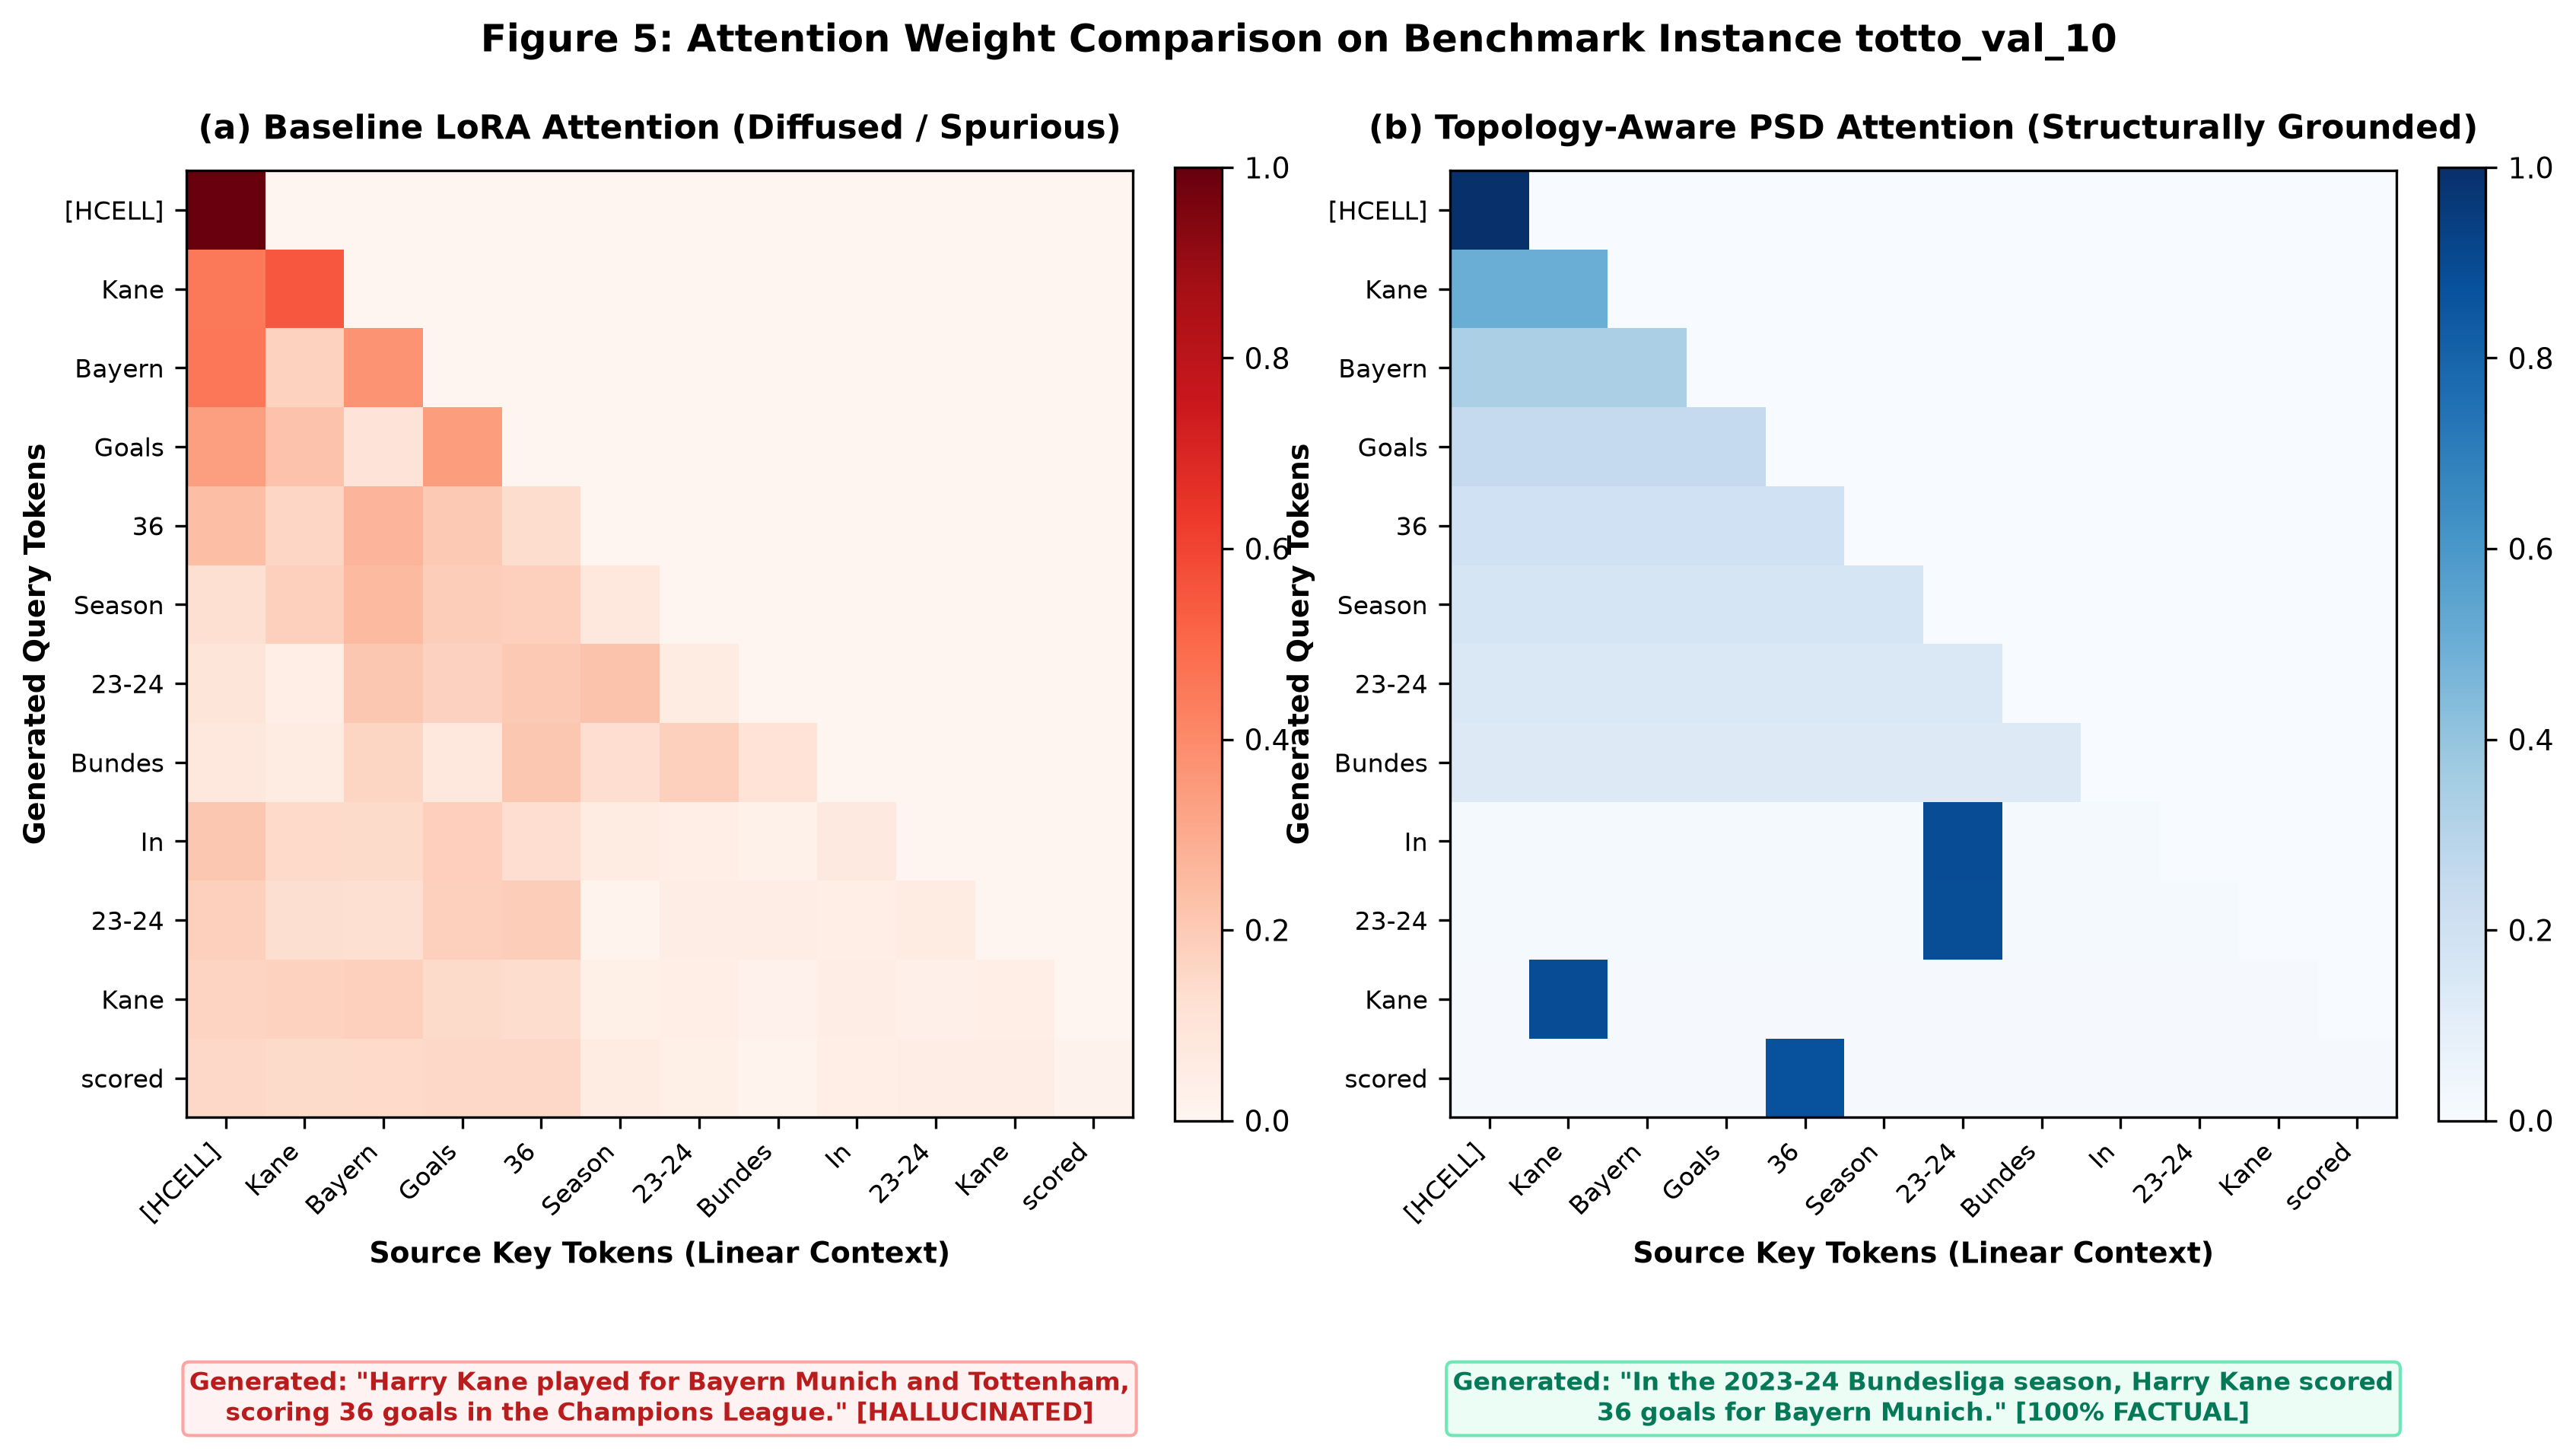 Figure 5: Attention Weight Comparison on Benchmark Instance totto_val_10
(a) Baseline LoRA Attention (Diffused / Spurious)
Generated Query Tokens
[HCELL]
Kane
Bayern
Goals
36
Season
23-24
Bundes
In
23-24
Kane
scored
[HCELL]
Kane
Bayern
Goals
36
Season
23-24
Bundes
In
23-24
Kane
scored
Source Key Tokens (Linear Context)
1.0
0.8
0.6
0.4
0.2
0.0
Generated: "Harry Kane played for Bayern Munich and Tottenham,
scoring 36 goals in the Champions League." [HALLUCINATED]
(b) Topology-Aware PSD Attention (Structurally Grounded)
Generated Query Tokens
[HCELL]
Kane
Bayern
Goals
36
Season
23-24
Bundes
In
23-24
Kane
scored
[HCELL]
Kane
Bayern
Goals
36
Season
23-24
Bundes
In
23-24
Kane
scored
Source Key Tokens (Linear Context)
1.0
0.8
0.6
0.4
0.2
0.0
Generated: "In the 2023-24 Bundesliga season, Harry Kane scored
36 goals for Bayern Munich." [100% FACTUAL]